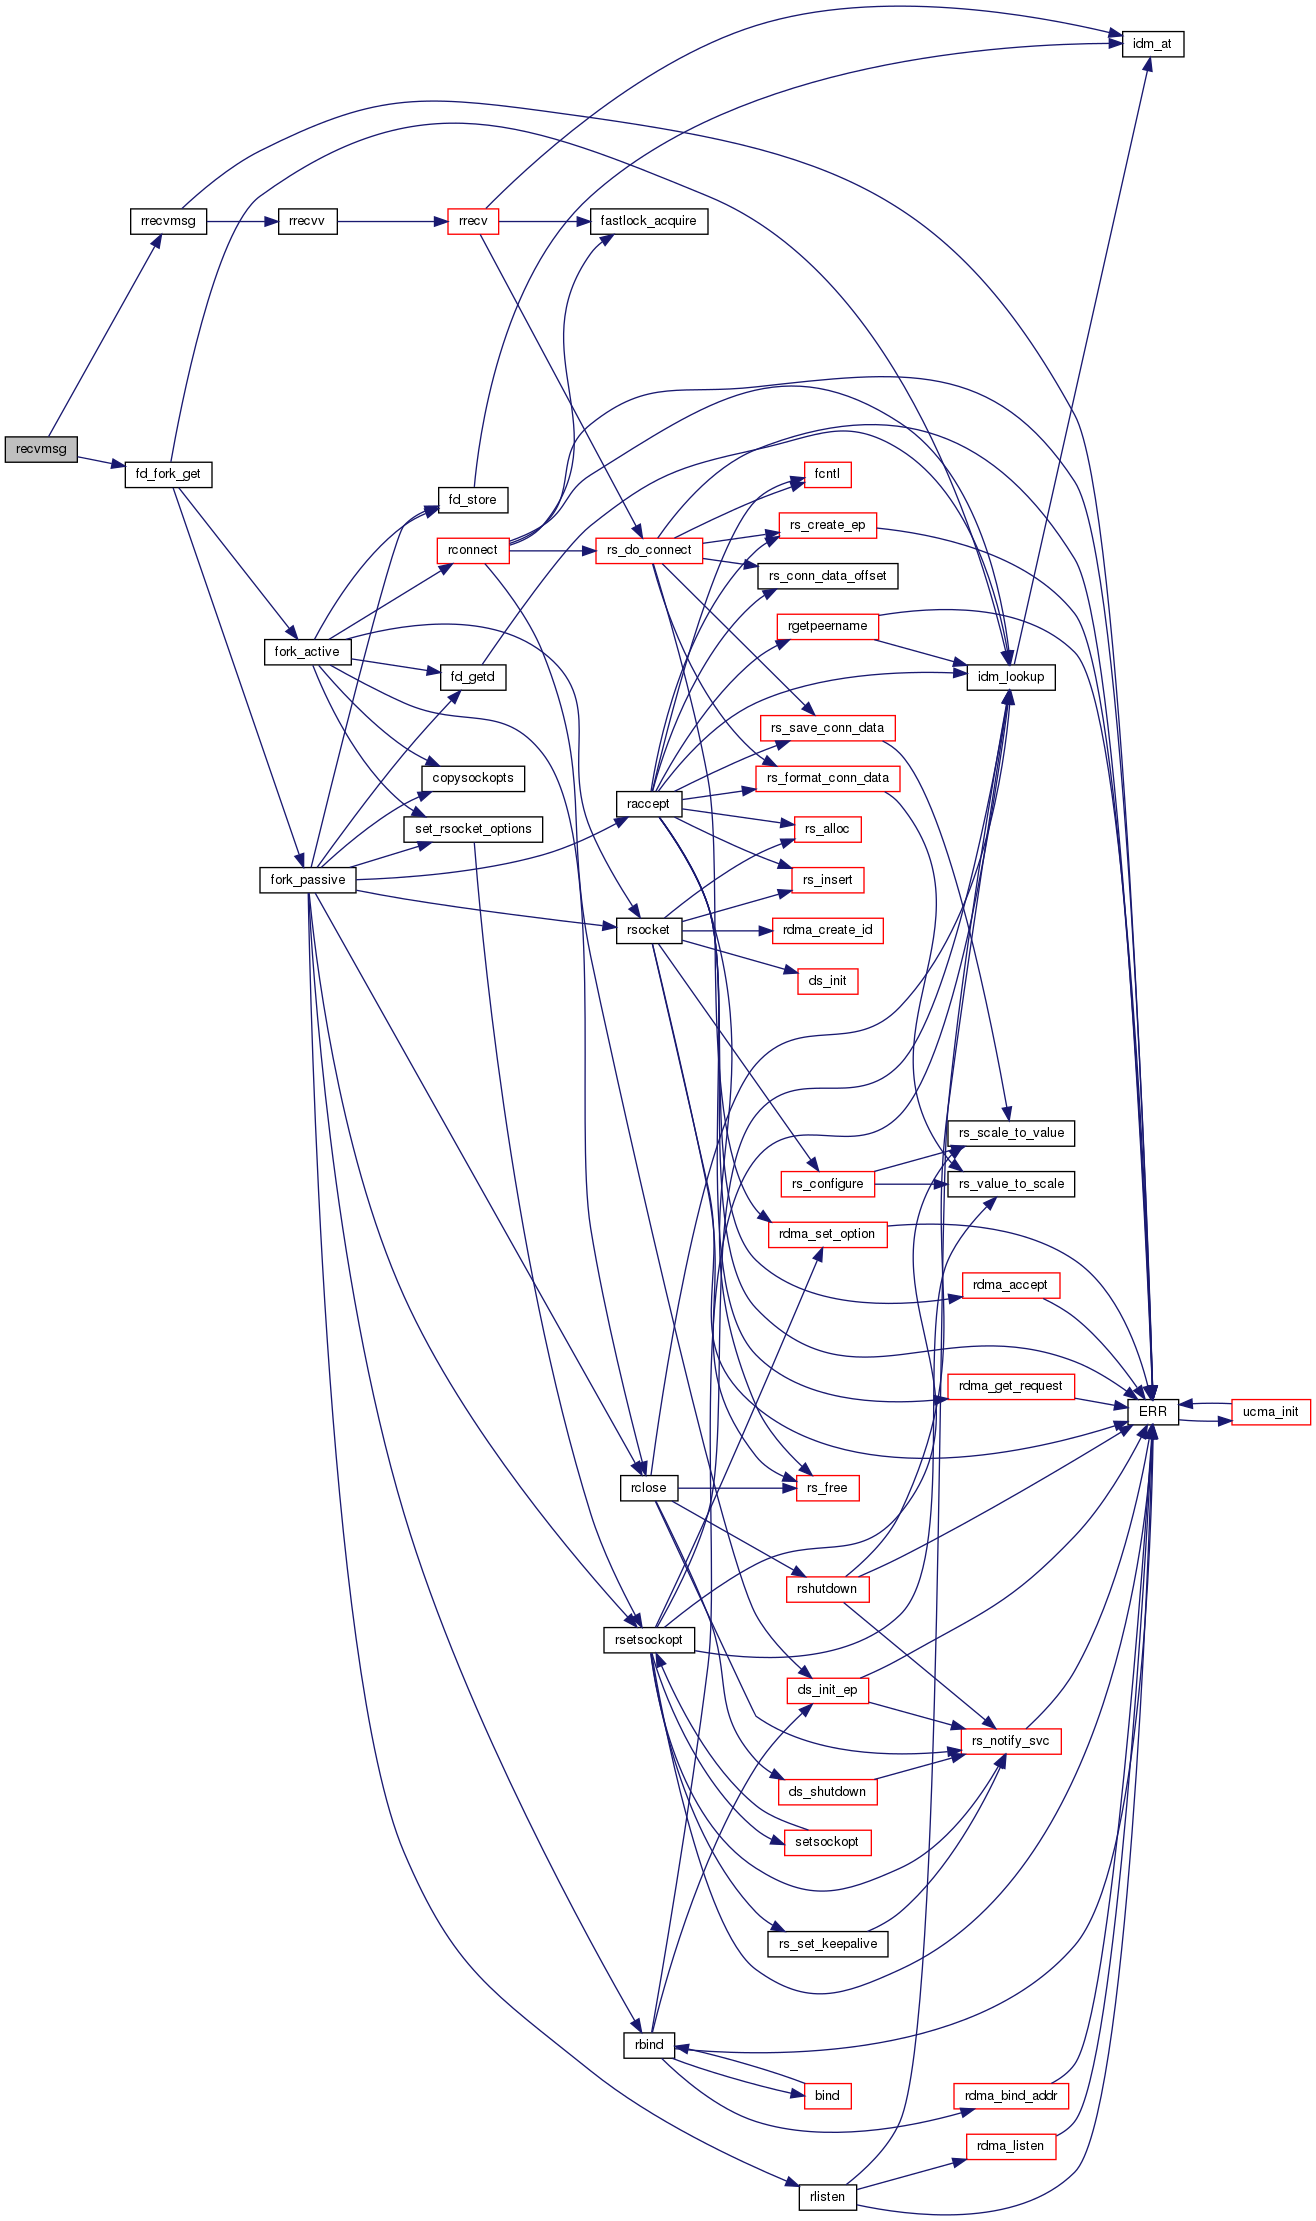 idm_at
rrecvmsg
rrecvv
rrecv
fastlock_acquire
recvmsg
fd_fork_get
fd_store
fcntl
rconnect
rs_do_connect
rs_create_ep
rs_conn_data_offset
rgetpeername
fork_active
fd_getd
idm_lookup
rs_save_conn_data
copysockopts
rs_format_conn_data
raccept
set_rsocket_options
rs_alloc
fork_passive
rs_insert
rsocket
rdma_create_id
ds_init
rs_scale_to_value
rs_configure
rs_value_to_scale
rdma_set_option
rdma_accept
rdma_get_request
ERR
ucma_init
rclose
rs_free
rshutdown
rsetsockopt
ds_init_ep
rs_notify_svc
ds_shutdown
setsockopt
rs_set_keepalive
rbind
bind
rdma_bind_addr
rdma_listen
rlisten